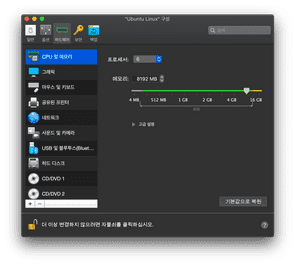 "Ubuntu Linux" 구성
일반 옵션 하드웨어 보안 백업
검색
CPU 및 메모리
그래픽
마우스 및 키보드
공유된 프린터
네트워크
사운드 및 카메라
USB 및 블루투스(Bluet...
하드 디스크
CD/DVD 1
CD/DVD 2
프로세서: 6
메모리: 8192 MB
4 MB 512 MB 1 GB 2 GB 4 GB 16 GB
고급 설정
기본값으로 복원
더 이상 변경하지 않으려면 자물쇠를 클릭하십시오.